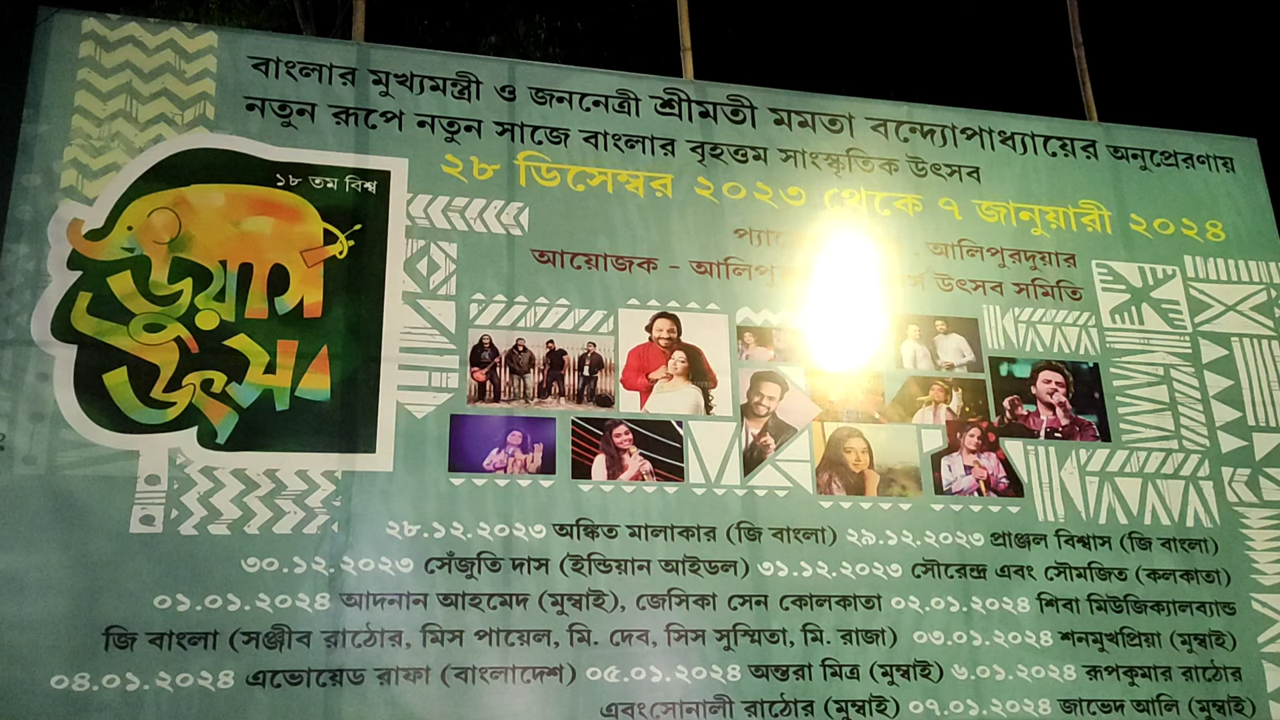 বাংলার মুখ্যমন্ত্রী ও জননেত্রী শ্রীমতী মমতা বন্দ্যোপাধ্যায়ের অনুপ্রেরণায়
নতুন রূপে নতুন সাজে বাংলার বৃহত্তম সাংস্কৃতিক উৎসব
২৮ ডিসেম্বর ২০২৩ থেকে ৭ জানুয়ারী ২০২৪
১৮ তম বিশ্ব
ডুয়ার্স
উৎসব
আলিপুরদুয়ার
আয়োজক - উৎসব সমিতি
২৮.১২.২০২৩ অঙ্কিত মালাকার (জি বাংলা) ২৯.১২.২০২৩ প্রাঞ্জল বিশ্বাস (জি বাংলা)
৩০.১২.২০২৩ সেঁজুতি দাস (ইন্ডিয়ান আইডল) ৩১.১২.২০২৩ সৌরেন্দ্র এবং সৌমজিত (কলকাতা)
০১.০১.২০২৪ আদনান আহমেদ (মুম্বাই), জেসিকা সেন কোলকাতা ০২.০১.২০২৪ শিবা মিউজিক্যালব্যান্ড
জি বাংলা (সঞ্জীব রাঠোর, মিস পায়েল, মি. দেব, সিস সুস্মিতা, মি. রাজা) ০৩.০১.২০২৪ শনমুখপ্রিয়া (মুম্বাই)
০৪.০১.২০২৪ এভোয়েড রাফা (বাংলাদেশ) ০৫.০১.২০২৪ অন্তরা মিত্র (মুম্বাই) ৬.০১.২০২৪ রূপকুমার রাঠোর
এবংসোনালী রাঠোর (মুম্বাই) ০৭.০১.২০২৪ জাভেদ আলি (মুম্বাই)